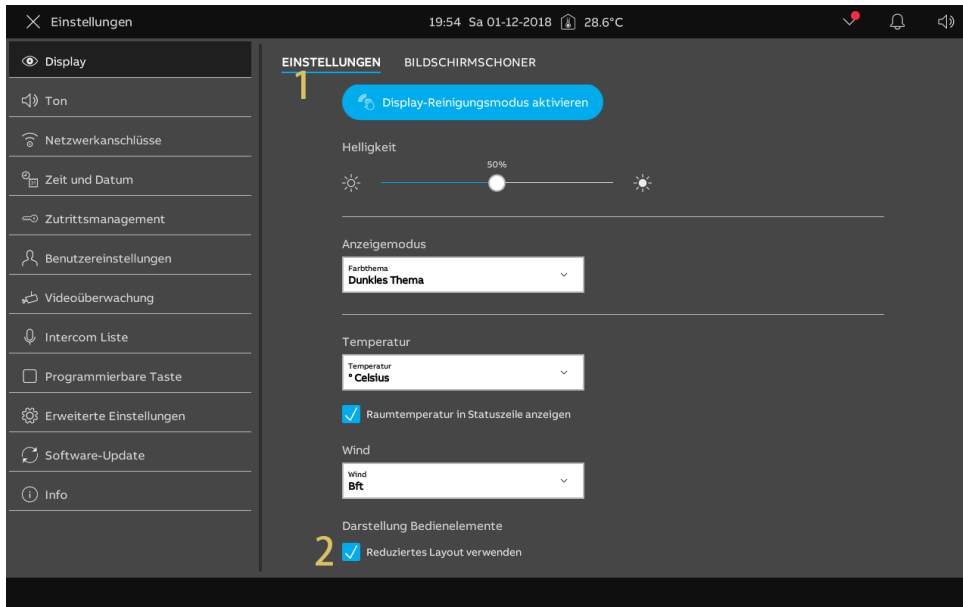 Einstellungen
19:54 Sa 01-12-2018 28.6°C
Display
Ton
Netzwerkanschlüsse
Zeit und Datum
Zutrittsmanagement
Benutzereinstellungen
Videoüberwachung
Intercom Liste
Programmierbare Taste
Erweiterte Einstellungen
Software-Update
Info
EINSTELLUNGEN BILDSCHIRMSCHONER
1
Display-Reinigungsmodus aktivieren
Helligkeit
50%
Anzeigemodus
Farbthema
Dunkles Thema
Temperatur
Temperatur
° Celsius
Raumtemperatur in Statuszeile anzeigen
Wind
Wind
Bft
Darstellung Bedienelemente
2 Reduziertes Layout verwenden